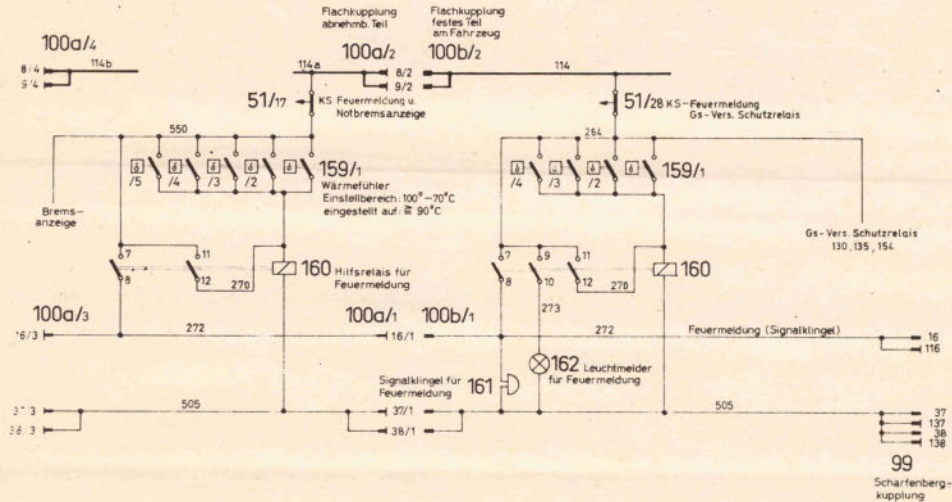 Flachkupplung
abnehmb. Teil
Flachkupplung
festes Teil
am Fahrzeug
100a/4
100a/2
100b/2
8/4
114b
114a
8/2
114
9/4
9/2
51/17
KS Feuermeldung u.
Notbremsanzeige
51/28
KS-Feuermeldung
Gs-Vers. Schutzrelais
550
264
/5
/4
/3
/2
159/1
/4
/3
/2
159/1
Wärmefühler
Einstellbereich: 100°-70°C
eingestellt auf: ≧ 90°C
Brems-
anzeige
Gs-Vers. Schutzrelais
130, 135, 154
7
11
7
9
11
8
12
270
160
Hilfsrelais für
Feuermeldung
8
10
12
270
160
273
100a/3
100a/1
100b/1
16/3
272
16/1
272
Feuermeldung (Signalklingel)
16
116
Signalklingel für
Feuermeldung
161
162
Leuchtmelder
für Feuermeldung
37/3
505
37/1
505
37
38/3
38/1
137
38
138
99
Scharfenberg-
kupplung